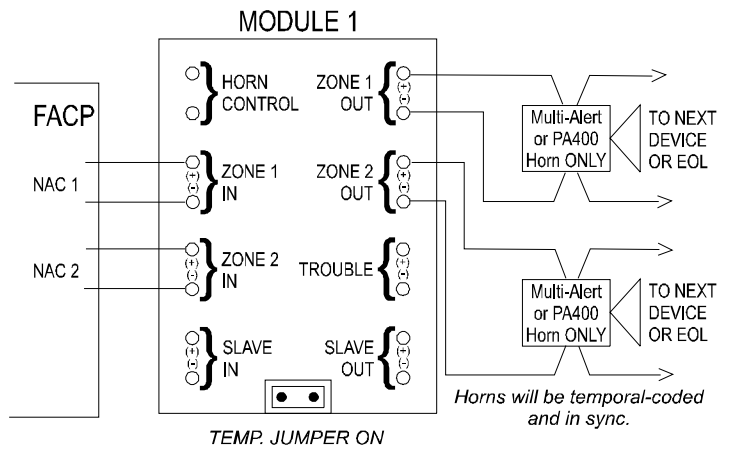 MODULE 1
FACP
NAC 1
NAC 2
HORN
CONTROL
(+)
(-)
ZONE 1
IN
(+)
(-)
ZONE 2
IN
(+)
(-)
SLAVE
IN
ZONE 1
OUT
(+)
(-)
ZONE 2
OUT
(+)
(-)
TROUBLE
(+)
(-)
SLAVE
OUT
(+)
(-)
TEMP. JUMPER ON
Multi-Alert
or PA400
Horn ONLY
TO NEXT
DEVICE
OR EOL
Multi-Alert
or PA400
Horn ONLY
TO NEXT
DEVICE
OR EOL
Horns will be temporal-coded
and in sync.